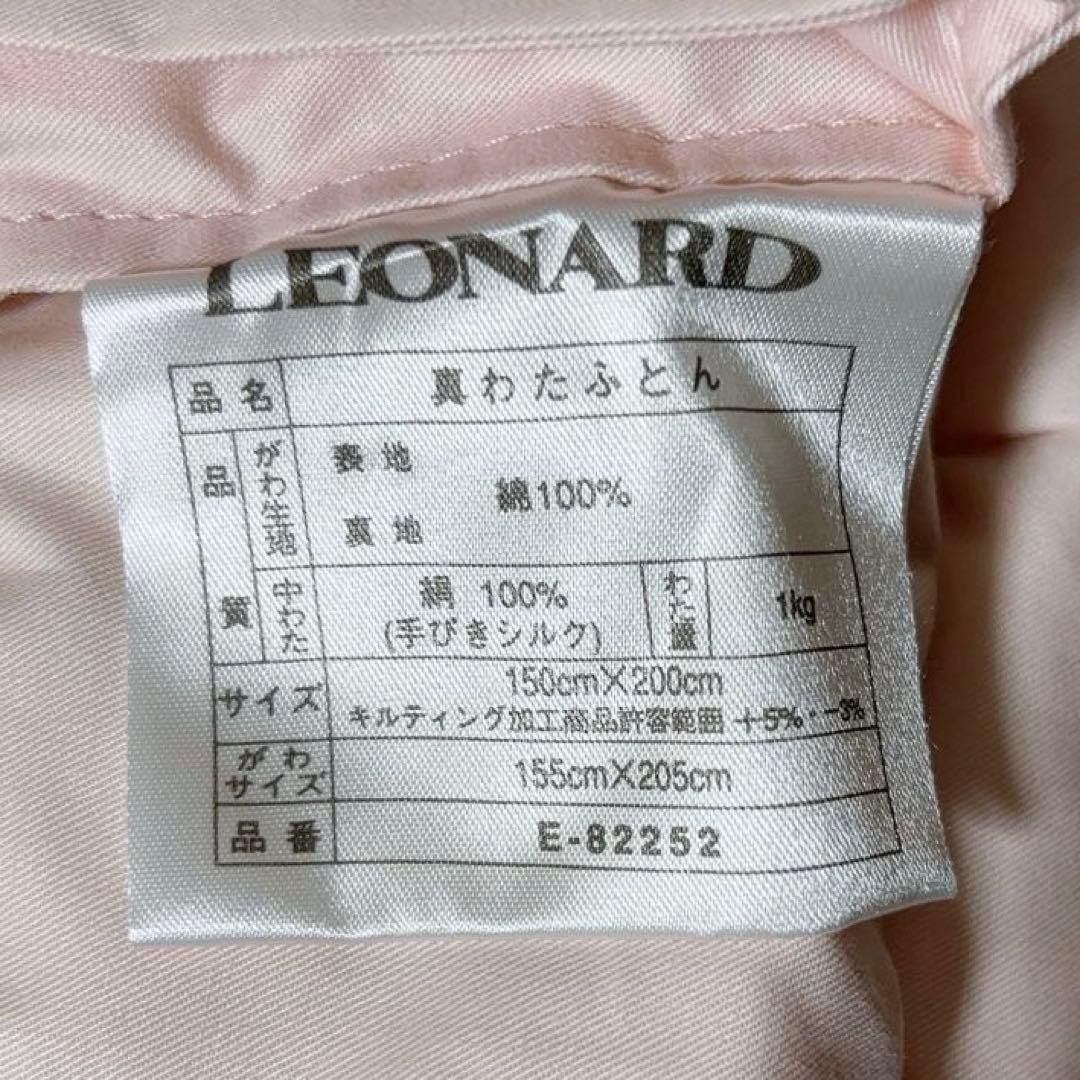 LEONARD
品名 真わたふとん
品質 がわ生地 表地 裏地 綿100%
中わた 絹 100% わた重量 1kg
(手びきシルク)
サイズ 150cm×200cm
キルティング加工商品許容範囲 +5%・-3%
がわサイズ 155cm×205cm
品番 E-82252